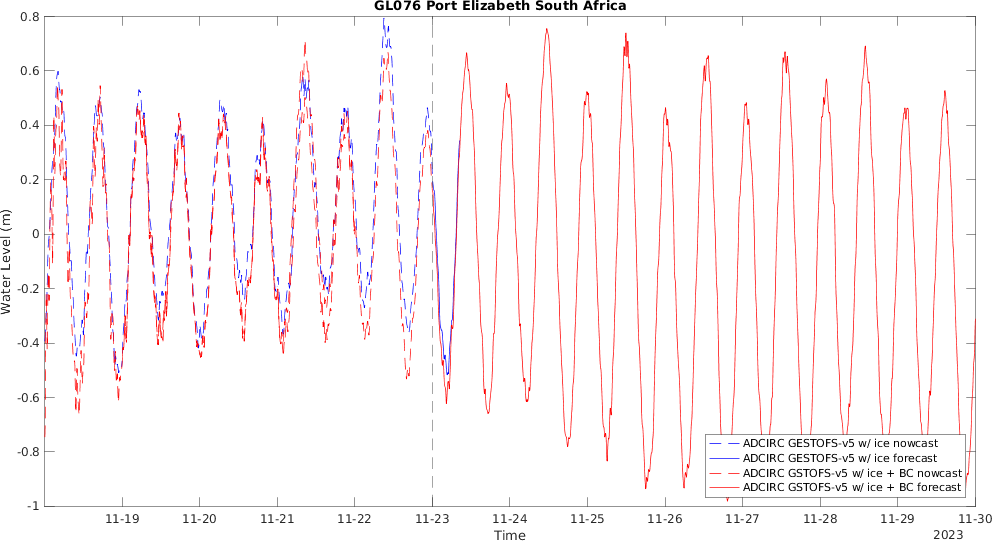 GL076 Port Elizabeth South Africa
0.8
0.6
0.4
0.2
0
-0.2
-0.4
-0.6
-0.8
-1
Water Level (m)
ADCIRC GESTOFS-v5 w/ ice nowcast
ADCIRC GESTOFS-v5 w/ ice forecast
ADCIRC GSTOFS-v5 w/ ice + BC nowcast
ADCIRC GSTOFS-v5 w/ ice + BC forecast
11-19 11-20 11-21 11-22 11-23 11-24 11-25 11-26 11-27 11-28 11-29 11-30
Time
2023